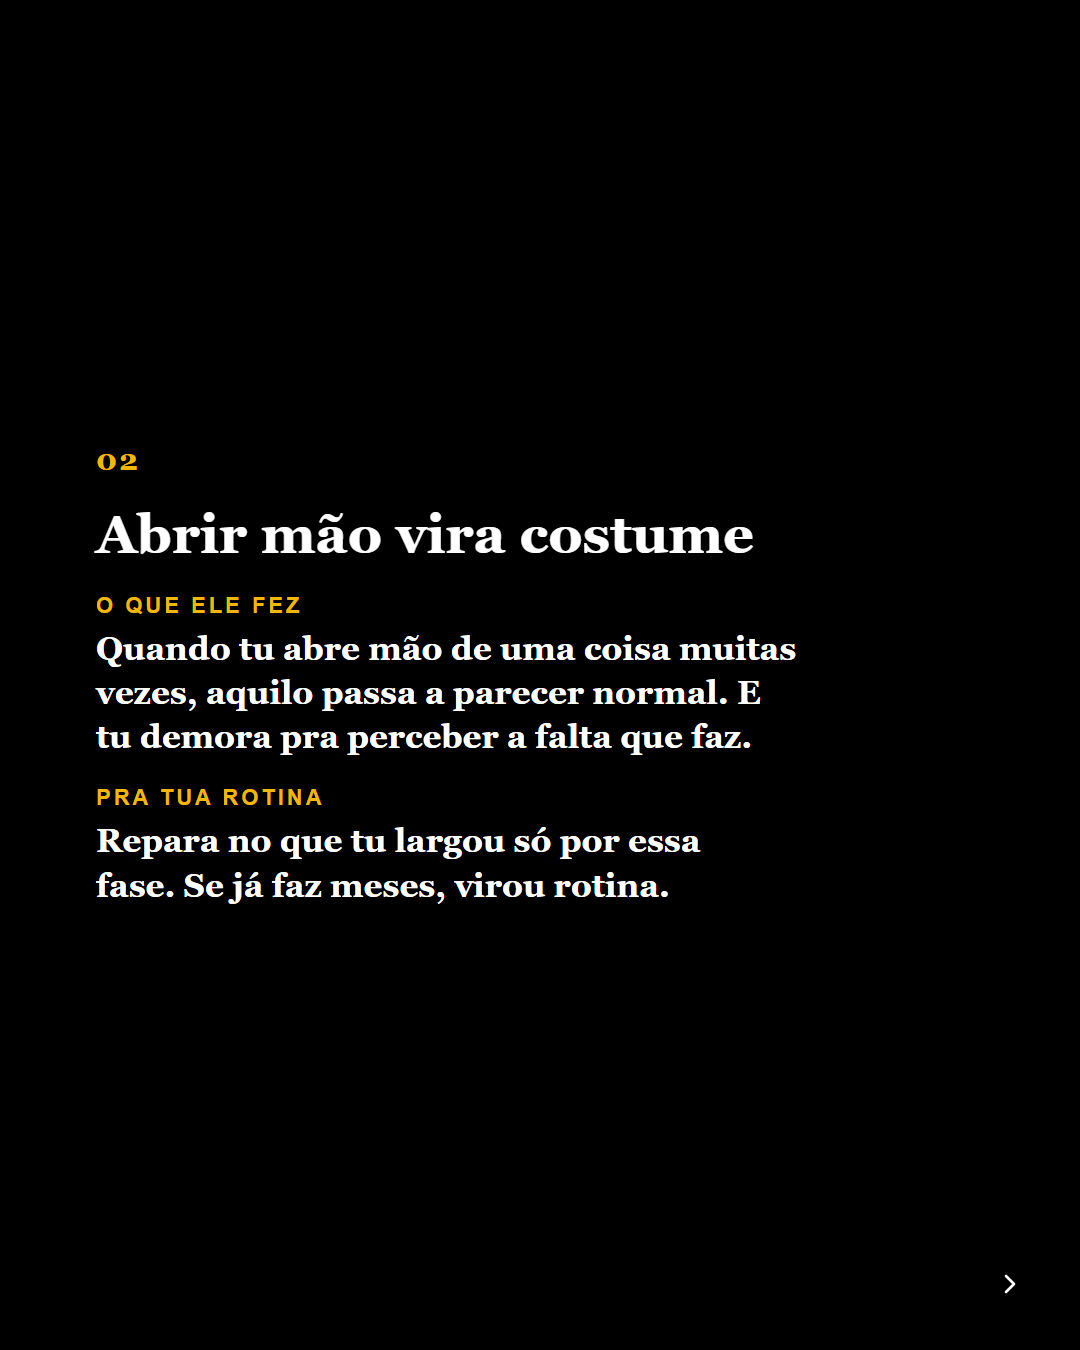 02
Abrir mão vira costume
O QUE ELE FEZ
Quando tu abre mão de uma coisa muitas
vezes, aquilo passa a parecer normal. E
tu demora pra perceber a falta que faz.
PRA TUA ROTINA
Repara no que tu largou só por essa
fase. Se já faz meses, virou rotina.